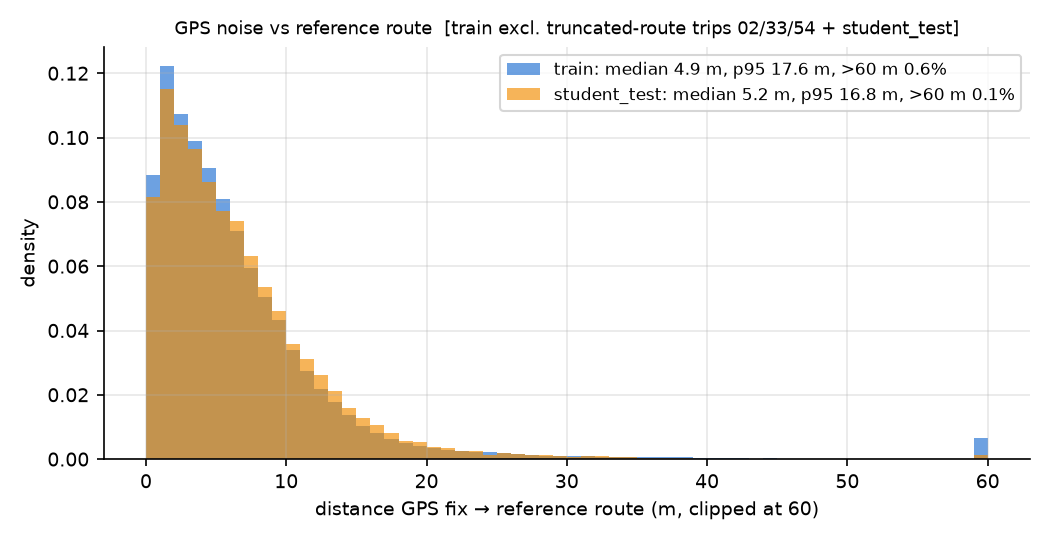 GPS noise vs reference route [train excl. truncated-route trips 02/33/54 + student_test]
train: median 4.9 m, p95 17.6 m, >60 m 0.6%
student_test: median 5.2 m, p95 16.8 m, >60 m 0.1%
density
0.12
0.10
0.08
0.06
0.04
0.02
0.00
0 10 20 30 40 50 60
distance GPS fix → reference route (m, clipped at 60)